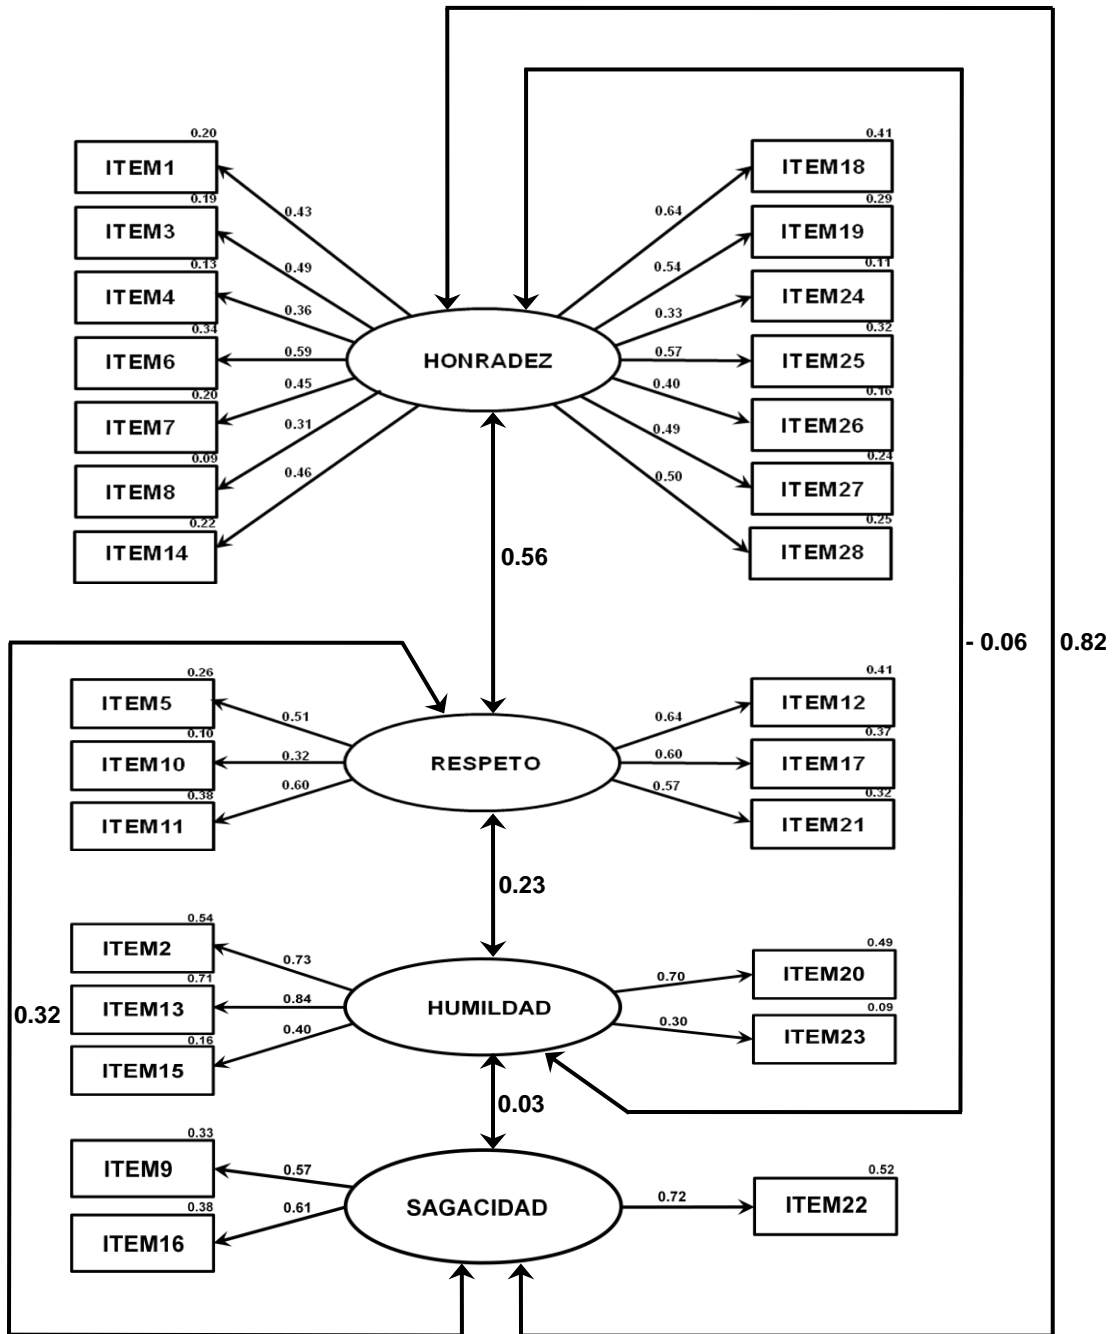 0.20
ITEM1
0.19
ITEM3
0.13
ITEM4
0.34
ITEM6
0.20
ITEM7
0.09
ITEM8
0.22
ITEM14
0.43
0.49
0.36
0.59
0.45
0.31
0.46
HONRADEZ
0.64
0.54
0.33
0.57
0.40
0.49
0.50
0.41
ITEM18
0.29
ITEM19
0.11
ITEM24
0.32
ITEM25
0.16
ITEM26
0.24
ITEM27
0.25
ITEM28
0.56
- 0.06
0.82
0.26
ITEM5
0.10
ITEM10
0.38
ITEM11
0.51
0.32
0.60
RESPETO
0.64
0.60
0.57
0.41
ITEM12
0.37
ITEM17
0.32
ITEM21
0.23
0.54
ITEM2
0.71
ITEM13
0.16
ITEM15
0.73
0.84
0.40
HUMILDAD
0.70
0.30
0.49
ITEM20
0.09
ITEM23
0.32
0.03
0.33
ITEM9
0.38
ITEM16
0.57
0.61
SAGACIDAD
0.72
0.52
ITEM22